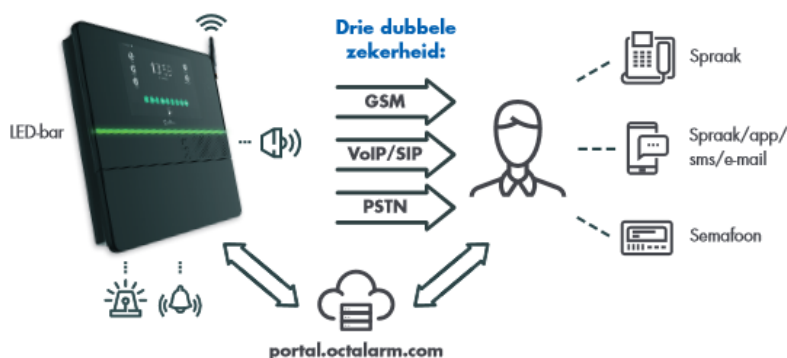 Drie dubbele
zekerheid:
LED-bar
GSM
VoIP/SIP
PSTN
Spraak
Spraak/app/
sms/e-mail
Semafoon
portal.octalarm.com